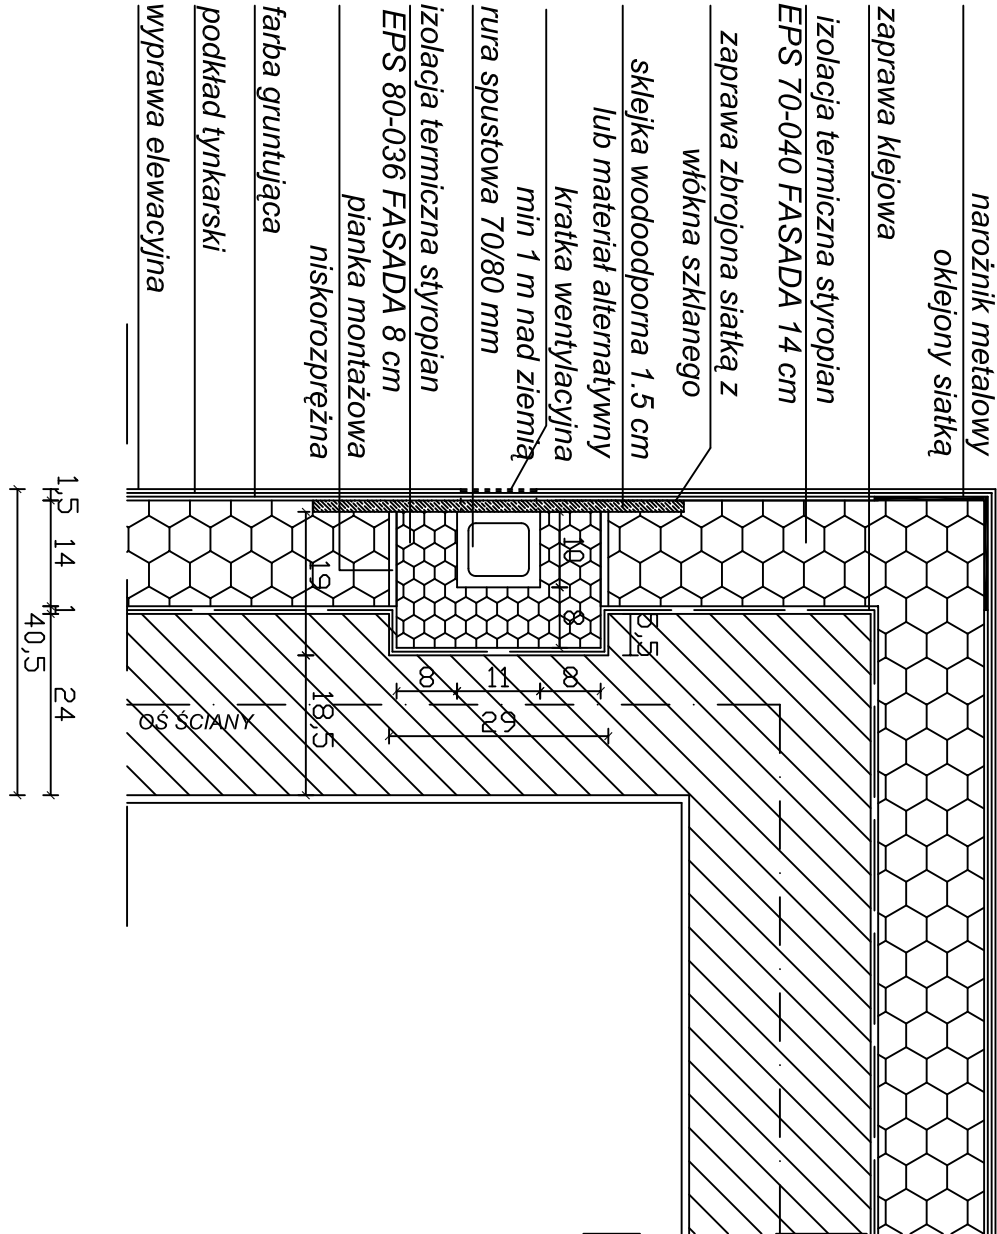 narożnik metalowy
oklejony siatką
zaprawa klejowa
izolacja termiczna styropian
EPS 70-040 FASADA 14 cm
zaprawa zbrojona siatką z
włókna szklanego
sklejka wodoodporna 1.5 cm
lub materiał alternatywny
kratka wentylacyjna
min 1 m nad ziemią
rura spustowa 70/80 mm
izolacja termiczna styropian
EPS 80-036 FASADA 8 cm
pianka montażowa
niskorozprężna
farba gruntująca
podkład tynkarski
wyprawa elewacyjna
1,5
14
1
24
40,5
19
18,5
10
8
5,5
8
11
8
29
OŚ ŚCIANY